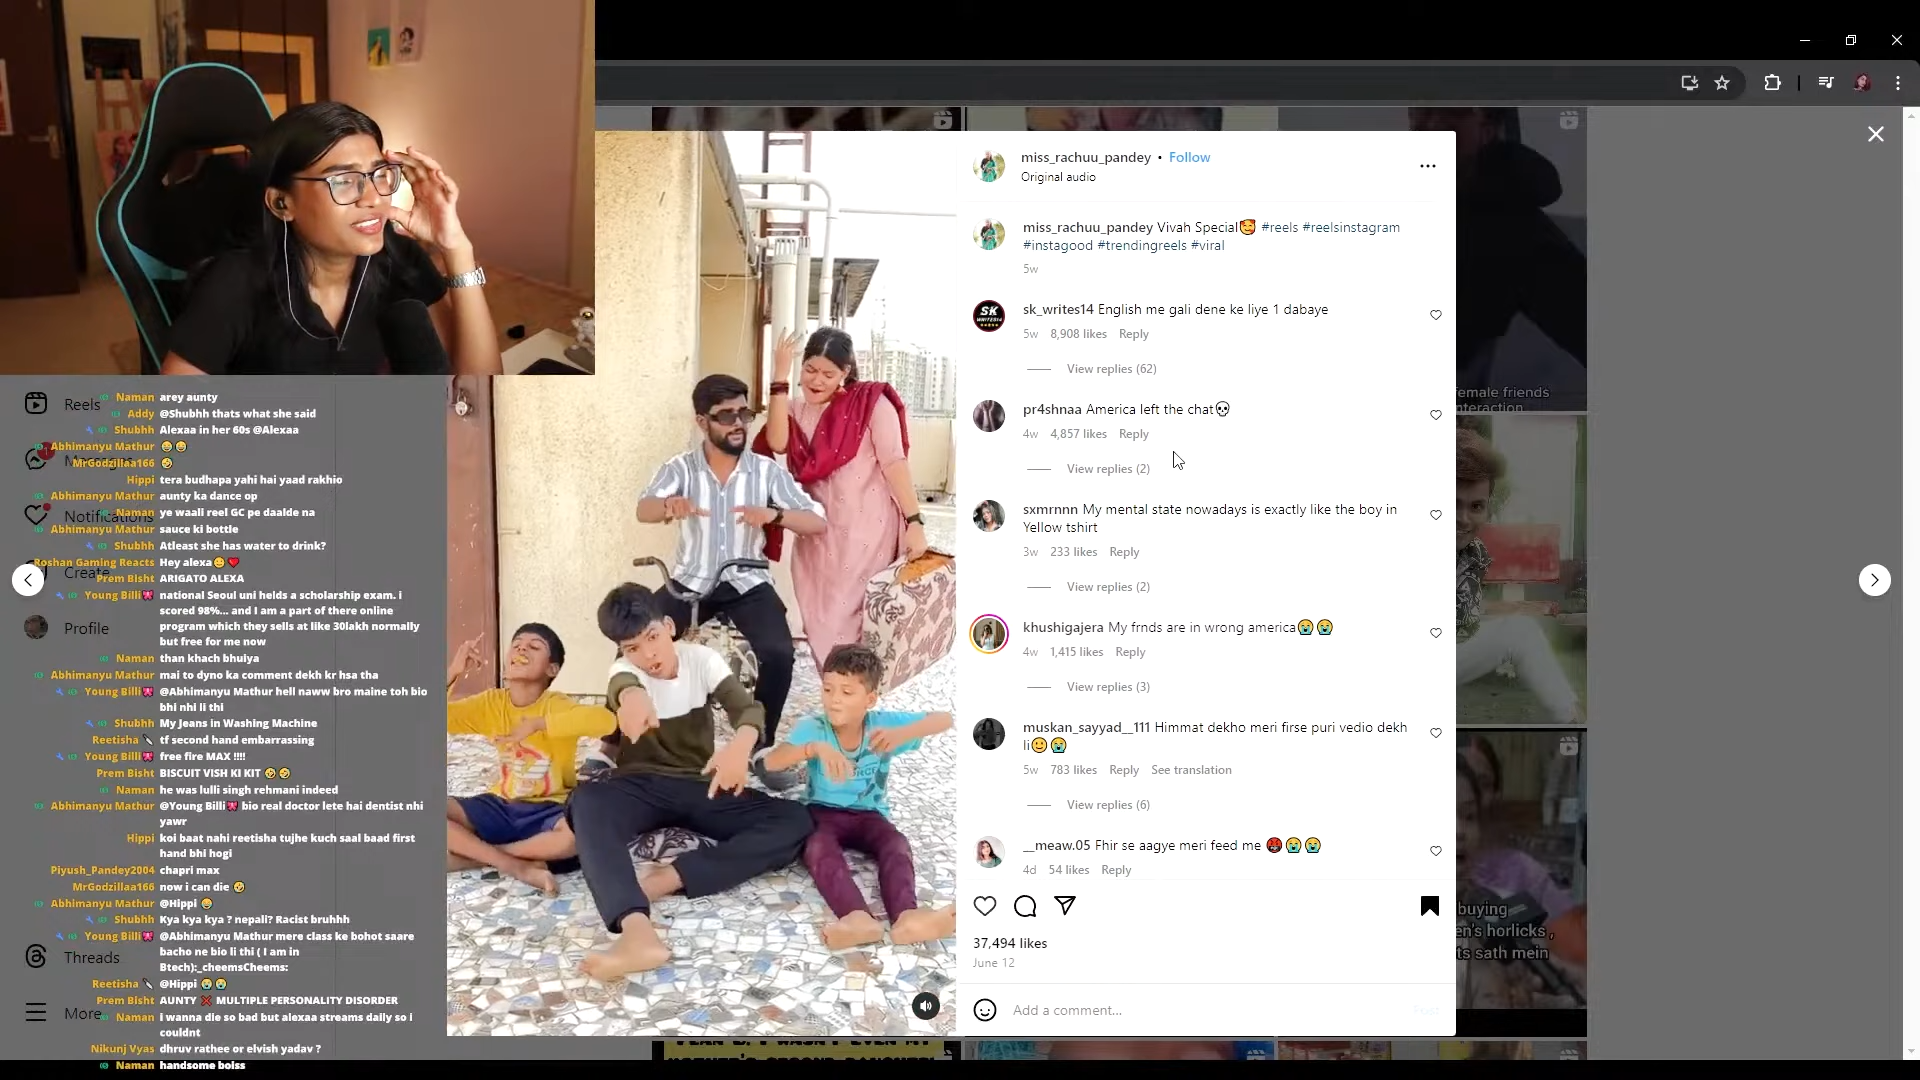 miss_rachuu_pandey • Follow
Original audio
miss_rachuu_pandey Vivah Special🥰 #reels #reelsinstagram
#instagood #trendingreels #viral
5w
sk_writes14 English me gali dene ke liye 1 dabaye
5w 8,908 likes Reply
View replies (62)
pr4shnaa America left the chat💀
4w 4,857 likes Reply
View replies (2)
sxmrnnn My mental state nowadays is exactly like the boy in
Yellow tshirt
3w 233 likes Reply
View replies (2)
khushigajera My frnds are in wrong america😭😭
4w 1,415 likes Reply
View replies (3)
muskan_sayyad__111 Himmat dekho meri firse puri vedio dekh
li🙂😭
5w 783 likes Reply See translation
View replies (6)
__meaw.05 Fhir se aagye meri feed me 😭😭
4d 54 likes Reply
37,494 likes
June 12
Add a comment...
Reels
Notifications
Create
Profile
Threads
More
Naman arey aunty
Addy @Shubhh thats what she said
Shubhh Alexaa in her 60s @Alexaa
Abhimanyu Mathur
MrGodzillaa166 🤣
Hippi tera budhapa yahi hai yaad rakhio
Abhimanyu Mathur aunty ka dance op
Naman ye waali reel GC pe daalde na
Abhimanyu Mathur sauce ki bottle
Shubhh Atleast she has water to drink?
Roshan Gaming Reacts Hey alexa😊❤️
Prem Bisht ARIGATO ALEXA
Young Billi🎀 national Seoul uni helds a scholarship exam. i
scored 98%... and I am a part of there online
program which they sells at like 30lakh normally
but free for me now
Naman than khach bhuiya
Abhimanyu Mathur mai to dyno ka comment dekh kr hsa tha
Young Billi🎀 @Abhimanyu Mathur hell naww bro maine toh bio
bhi nhi li thi
Shubhh My Jeans in Washing Machine
Reetisha🔪 tf second hand embarrassing
Young Billi🎀 free fire MAX !!!!
Prem Bisht BISCUIT VISH KI KIT 🤣🤣
Naman he was lulli singh rehmani indeed
Abhimanyu Mathur @Young Billi🎀 bio real doctor lete hai dentist nhi
yawr
Hippi koi baat nahi reetisha tujhe kuch saal baad first
hand bhi hogi
Piyush_Pandey2004 chapri max
MrGodzillaa166 now i can die 🤣
Abhimanyu Mathur @Hippi
Shubhh Kya kya kya ? nepali? Racist bruhhh
Young Billi🎀 @Abhimanyu Mathur mere class ke bohot saare
bacho ne bio li thi ( I am in
Btech):_cheemsCheems:
Reetisha🔪 @Hippi 😭😭
Prem Bisht AUNTY ❌ MULTIPLE PERSONALITY DISORDER
Naman i wanna die so bad but alexaa streams daily so i
couldnt
Nikunj Vyas dhruv rathee or elvish yadav ?
Naman handsome boiss
female friends
nteraction
buying
en's horlicks,
ts sath mein
SK
WRITES14